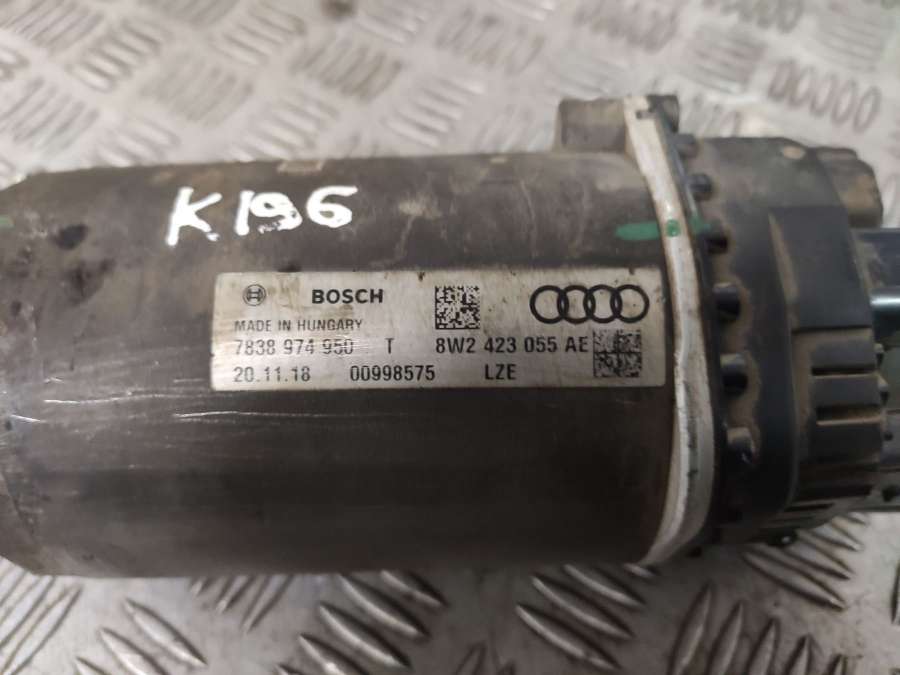 K196
BOSCH
MADE IN HUNGARY
7838 974 950 T 8W2 423 055 AE
20.11.18 00998575 LZE